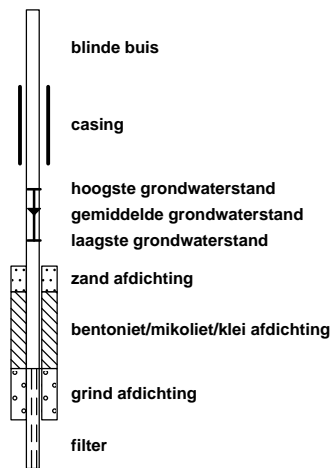 blinde buis
casing
hoogste grondwaterstand
gemiddelde grondwaterstand
laagste grondwaterstand
zand afdichting
bentoniet/mikoliet/klei afdichting
grind afdichting
filter